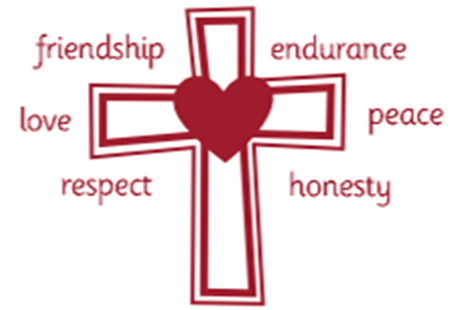 friendship
endurance
love
peace
respect
honesty